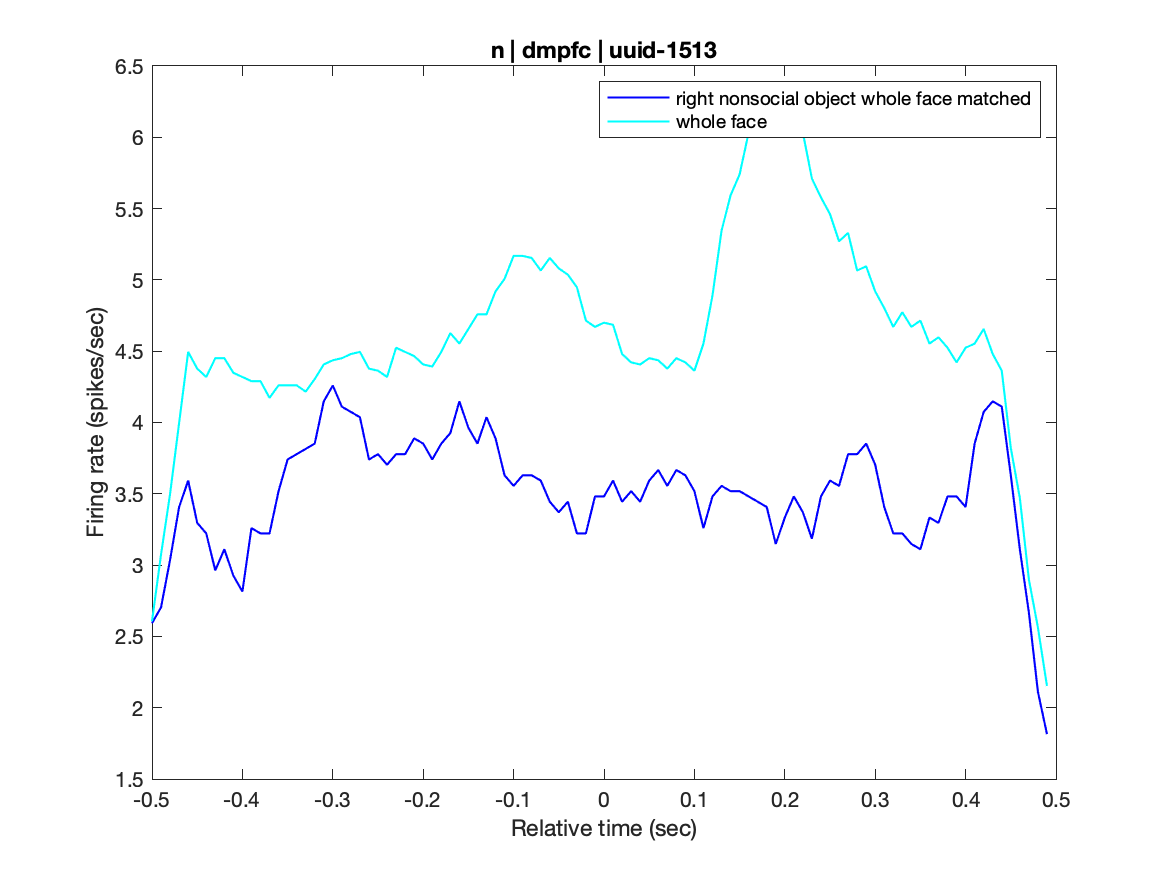 n | dmpfc | uuid-1513
6.5
6
5.5
5
4.5
4
3.5
3
2.5
2
1.5
Firing rate (spikes/sec)
right nonsocial object whole face matched
whole face
-0.5 -0.4 -0.3 -0.2 -0.1 0 0.1 0.2 0.3 0.4 0.5
Relative time (sec)